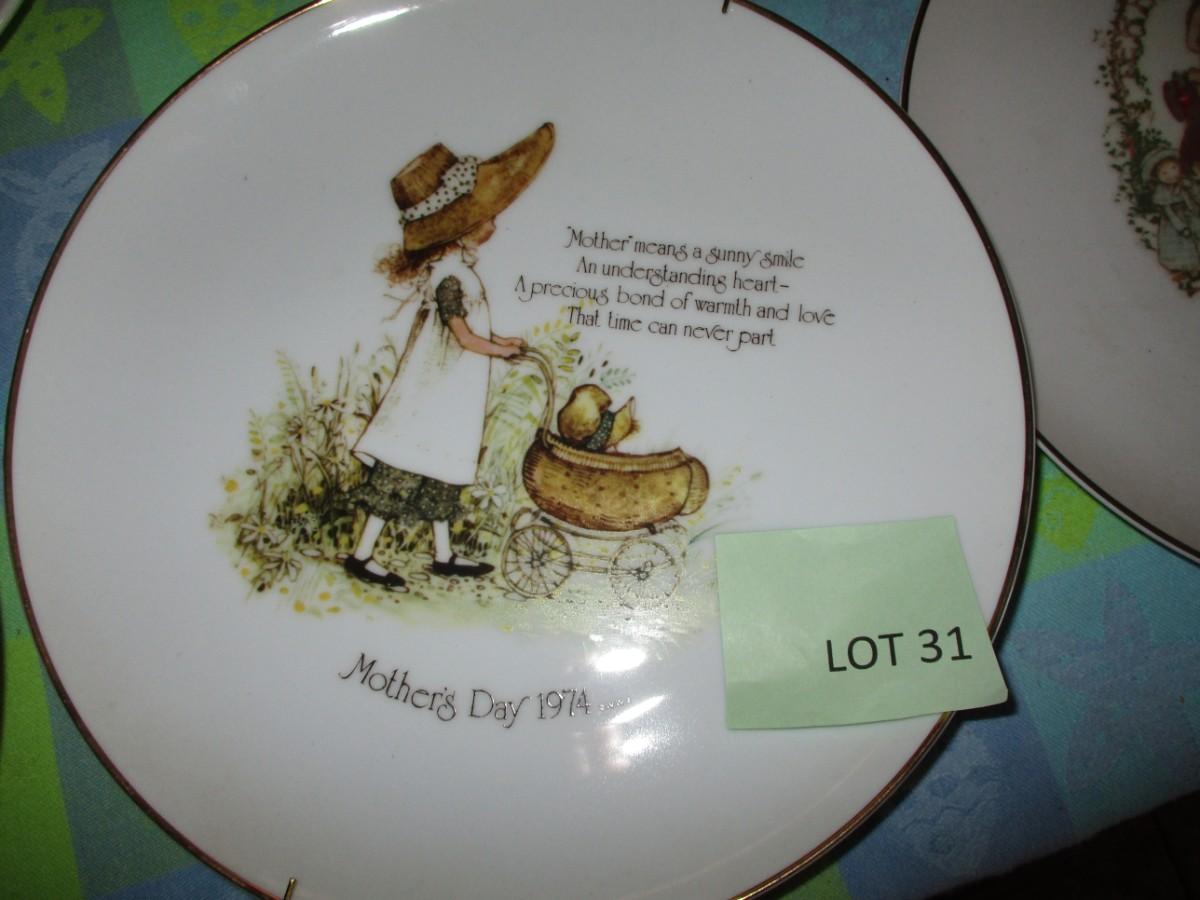 "Mother" means a sunny smile
An understanding heart-
A precious bond of warmth and love
That time can never part
Mother's Day 1974
LOT 31